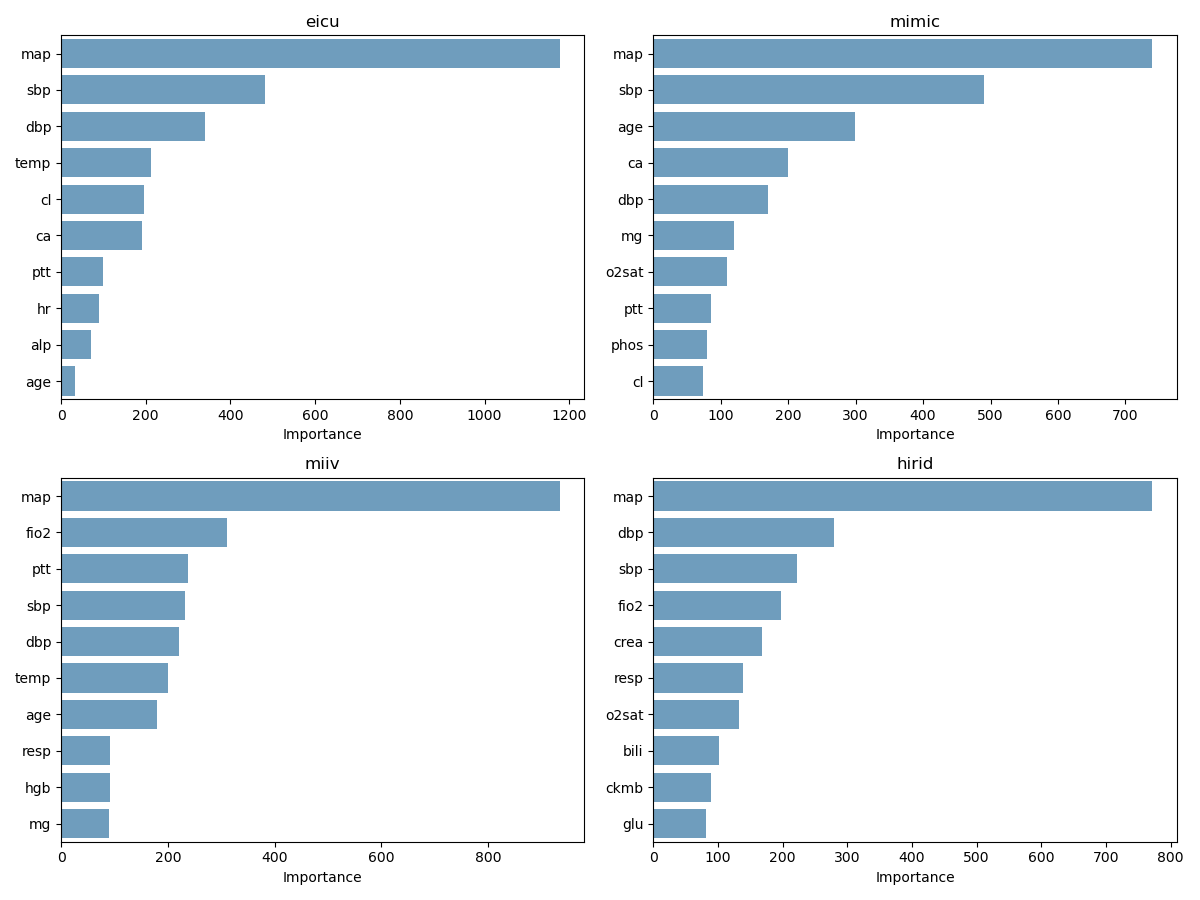 eicu
map
sbp
dbp
temp
cl
ca
ptt
hr
alp
age
0 200 400 600 800 1000 1200
Importance
mimic
map
sbp
age
ca
dbp
mg
o2sat
ptt
phos
cl
0 100 200 300 400 500 600 700
Importance
miiv
map
fio2
ptt
sbp
dbp
temp
age
resp
hgb
mg
0 200 400 600 800
Importance
hirid
map
dbp
sbp
fio2
crea
resp
o2sat
bili
ckmb
glu
0 100 200 300 400 500 600 700 800
Importance